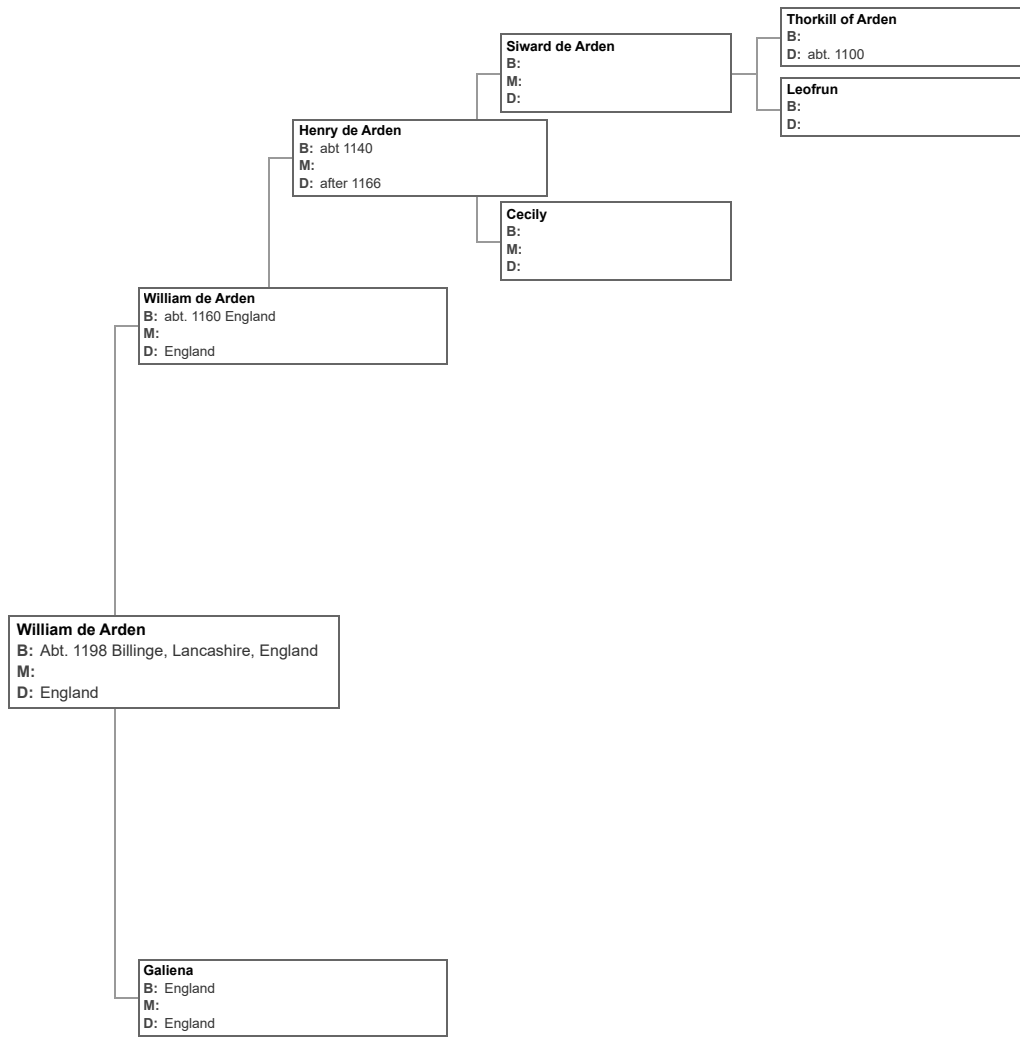 Thorkill of Arden
B:
D: abt. 1100
Siward de Arden
B:
M:
D:
Leofrun
B:
D:
Henry de Arden
B: abt 1140
M:
D: after 1166
Cecily
B:
M:
D:
William de Arden
B: abt. 1160 England
M:
D: England
William de Arden
B: Abt. 1198 Billinge, Lancashire, England
M:
D: England
Galiena
B: England
M:
D: England